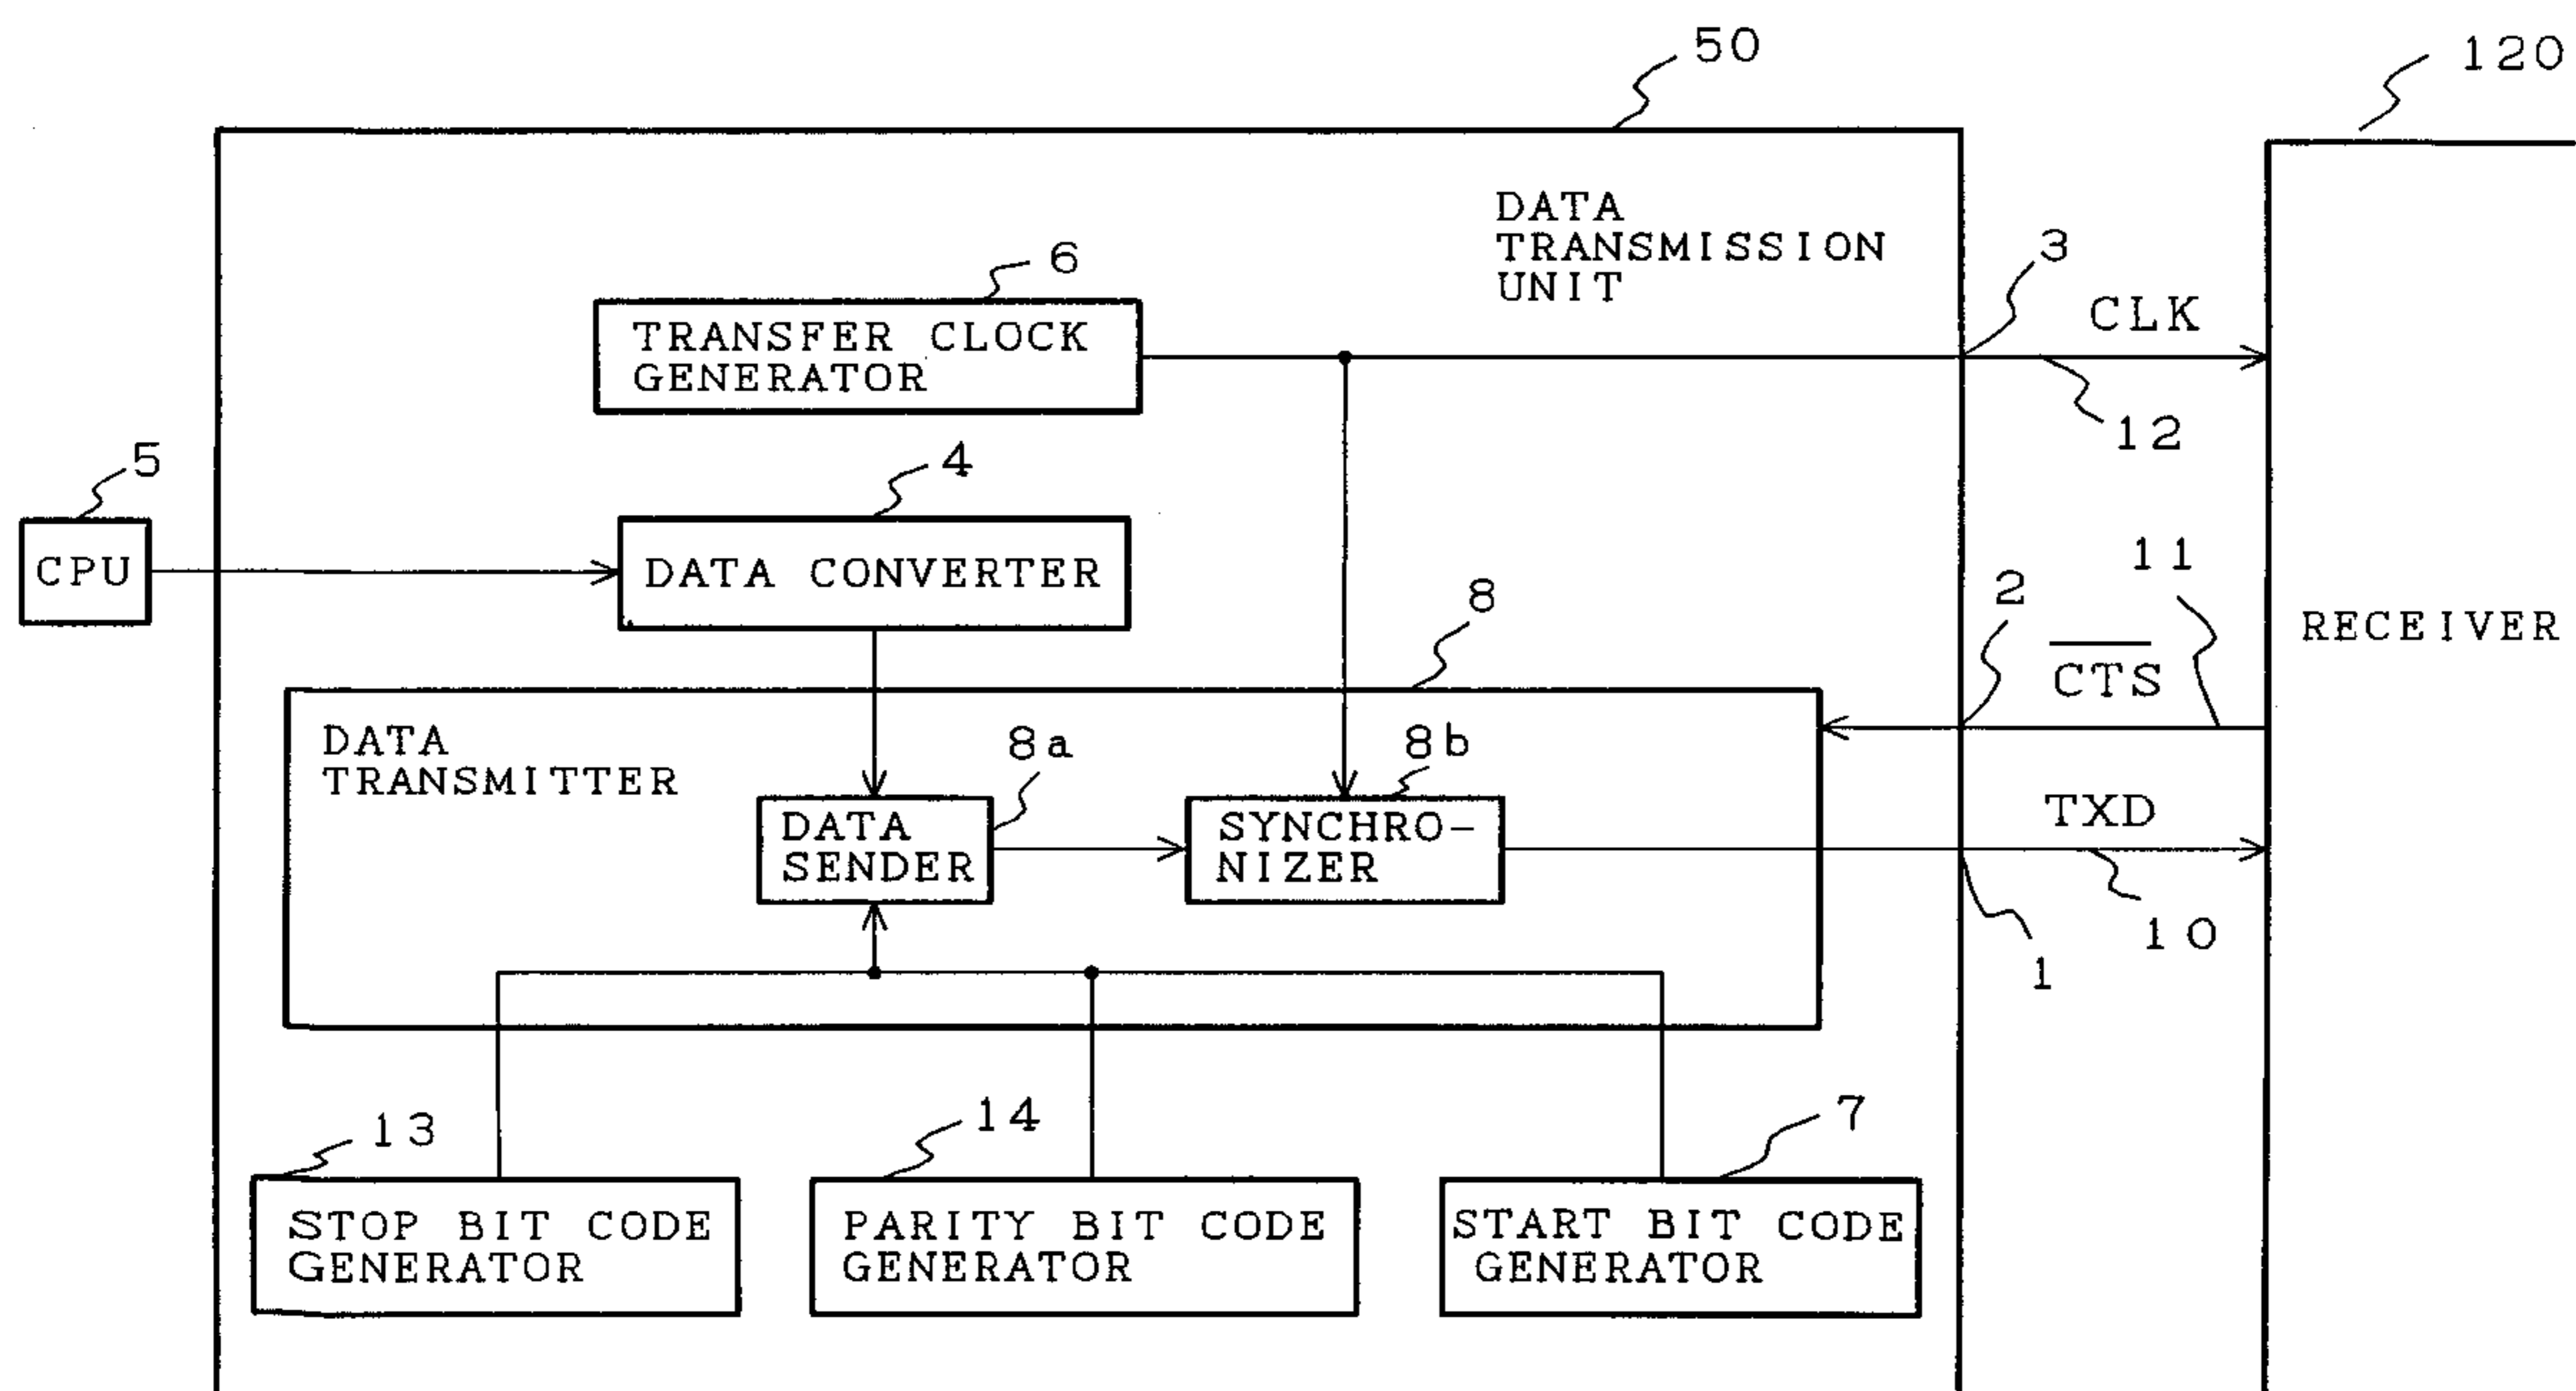 50
120
DATA
TRANSMISSION
UNIT
3
6
CLK
TRANSFER CLOCK
GENERATOR
12
5
4
11
CPU
DATA CONVERTER
8
2
RECEIVER
CTS
DATA
TRANSMITTER
8a
8b
TXD
DATA
SENDER
SYNCHRO-
NIZER
10
1
13
14
7
STOP BIT CODE
GENERATOR
PARITY BIT CODE
GENERATOR
START BIT CODE
GENERATOR